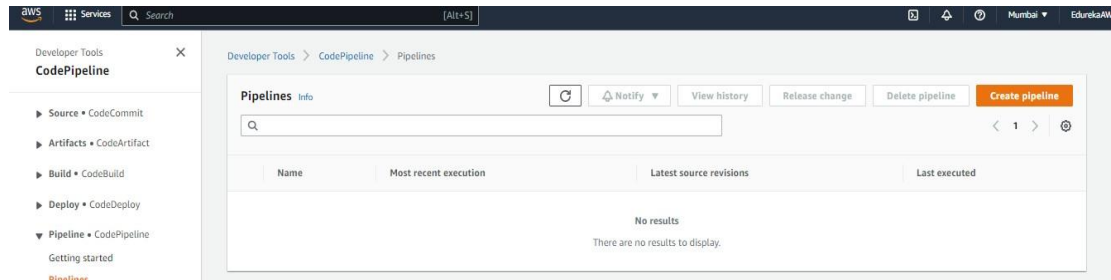 aws Services Search [Alt+S] Mumbai ▼ EdurekaAW
Developer Tools
CodePipeline
Source • CodeCommit
Artifacts • CodeArtifact
Build • CodeBuild
Deploy • CodeDeploy
Pipeline • CodePipeline
Getting started
Pipelines
Developer Tools > CodePipeline > Pipelines
Pipelines Info Notify ▼ View history Release change Delete pipeline Create pipeline
< 1 >
Name Most recent execution Latest source revisions Last executed
No results
There are no results to display.